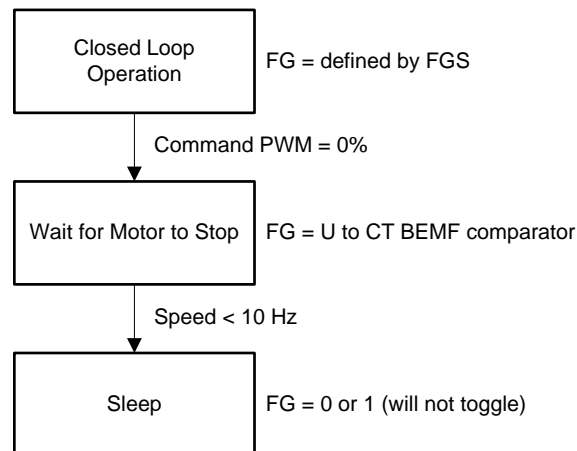 Closed Loop
Operation
FG = defined by FGS
Command PWM = 0%
Wait for Motor to Stop
FG = U to CT BEMF comparator
Speed < 10 Hz
Sleep
FG = 0 or 1 (will not toggle)